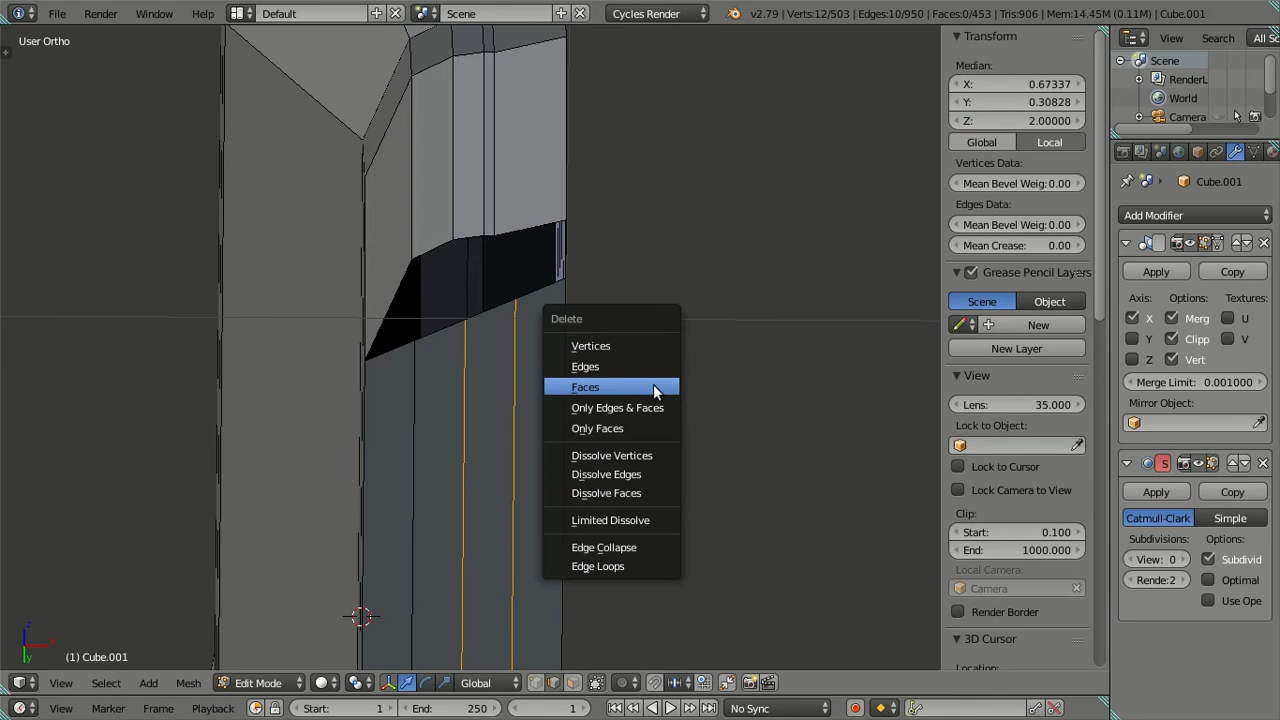 File Render Window Help Default Scene Cycles Render v2.79 | Verts:12/503 | Edges:10/950 | Faces:0/453 | Tris:906 | Mem:14.45M (0.11M) | Cube.001
User Ortho
Transform
Median:
X: 0.67337
Y: 0.30828
Z: 2.00000
Global Local
Vertices Data:
Mean Bevel Weig: 0.00
Edges Data:
Mean Bevel Weig: 0.00
Mean Crease: 0.00
Grease Pencil Layers
Scene Object
New
New Layer
View
Lens: 35.000
Lock to Object:
Lock to Cursor
Lock Camera to View
Clip:
Start: 0.100
End: 1000.000
Local Camera:
Camera
Render Border
3D Cursor
Location:
View Search All Sc
Scene
RenderL
World
Camera
Cube.001
Add Modifier
Apply Copy
Axis: Options: Textures:
X Merg U
Y Clipp V
Z Vert
Merge Limit: 0.001000
Mirror Object:
S
Apply Copy
Catmull-Clark Simple
Subdivisions: Options:
View: 0 Subdivid
Rende: 2 Optimal
Use Ope
Delete
Vertices
Edges
Faces
Only Edges & Faces
Only Faces
Dissolve Vertices
Dissolve Edges
Dissolve Faces
Limited Dissolve
Edge Collapse
Edge Loops
z
x
y
(1) Cube.001
View Select Add Mesh Edit Mode Global
View Marker Frame Playback Start: 1 End: 250 1 No Sync